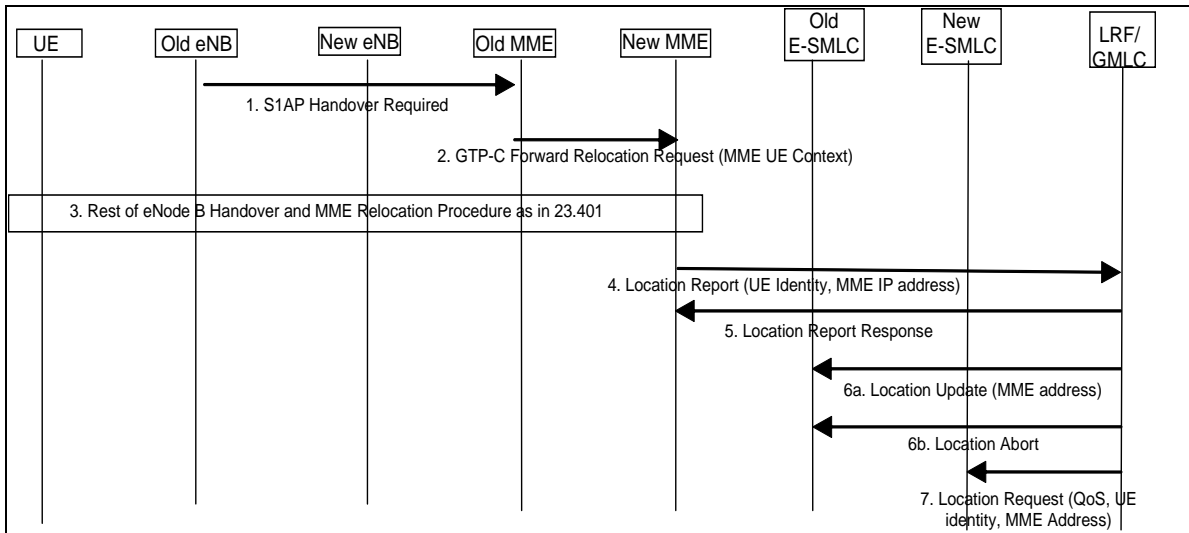 UE
Old eNB
New eNB
Old MME
New MME
Old
E-SMLC
New
E-SMLC
LRF/
GMLC
1. S1AP Handover Required
2. GTP-C Forward Relocation Request (MME UE Context)
3. Rest of eNode B Handover and MME Relocation Procedure as in 23.401
4. Location Report (UE Identity, MME IP address)
5. Location Report Response
6a. Location Update (MME address)
6b. Location Abort
7. Location Request (QoS, UE
identity, MME Address)